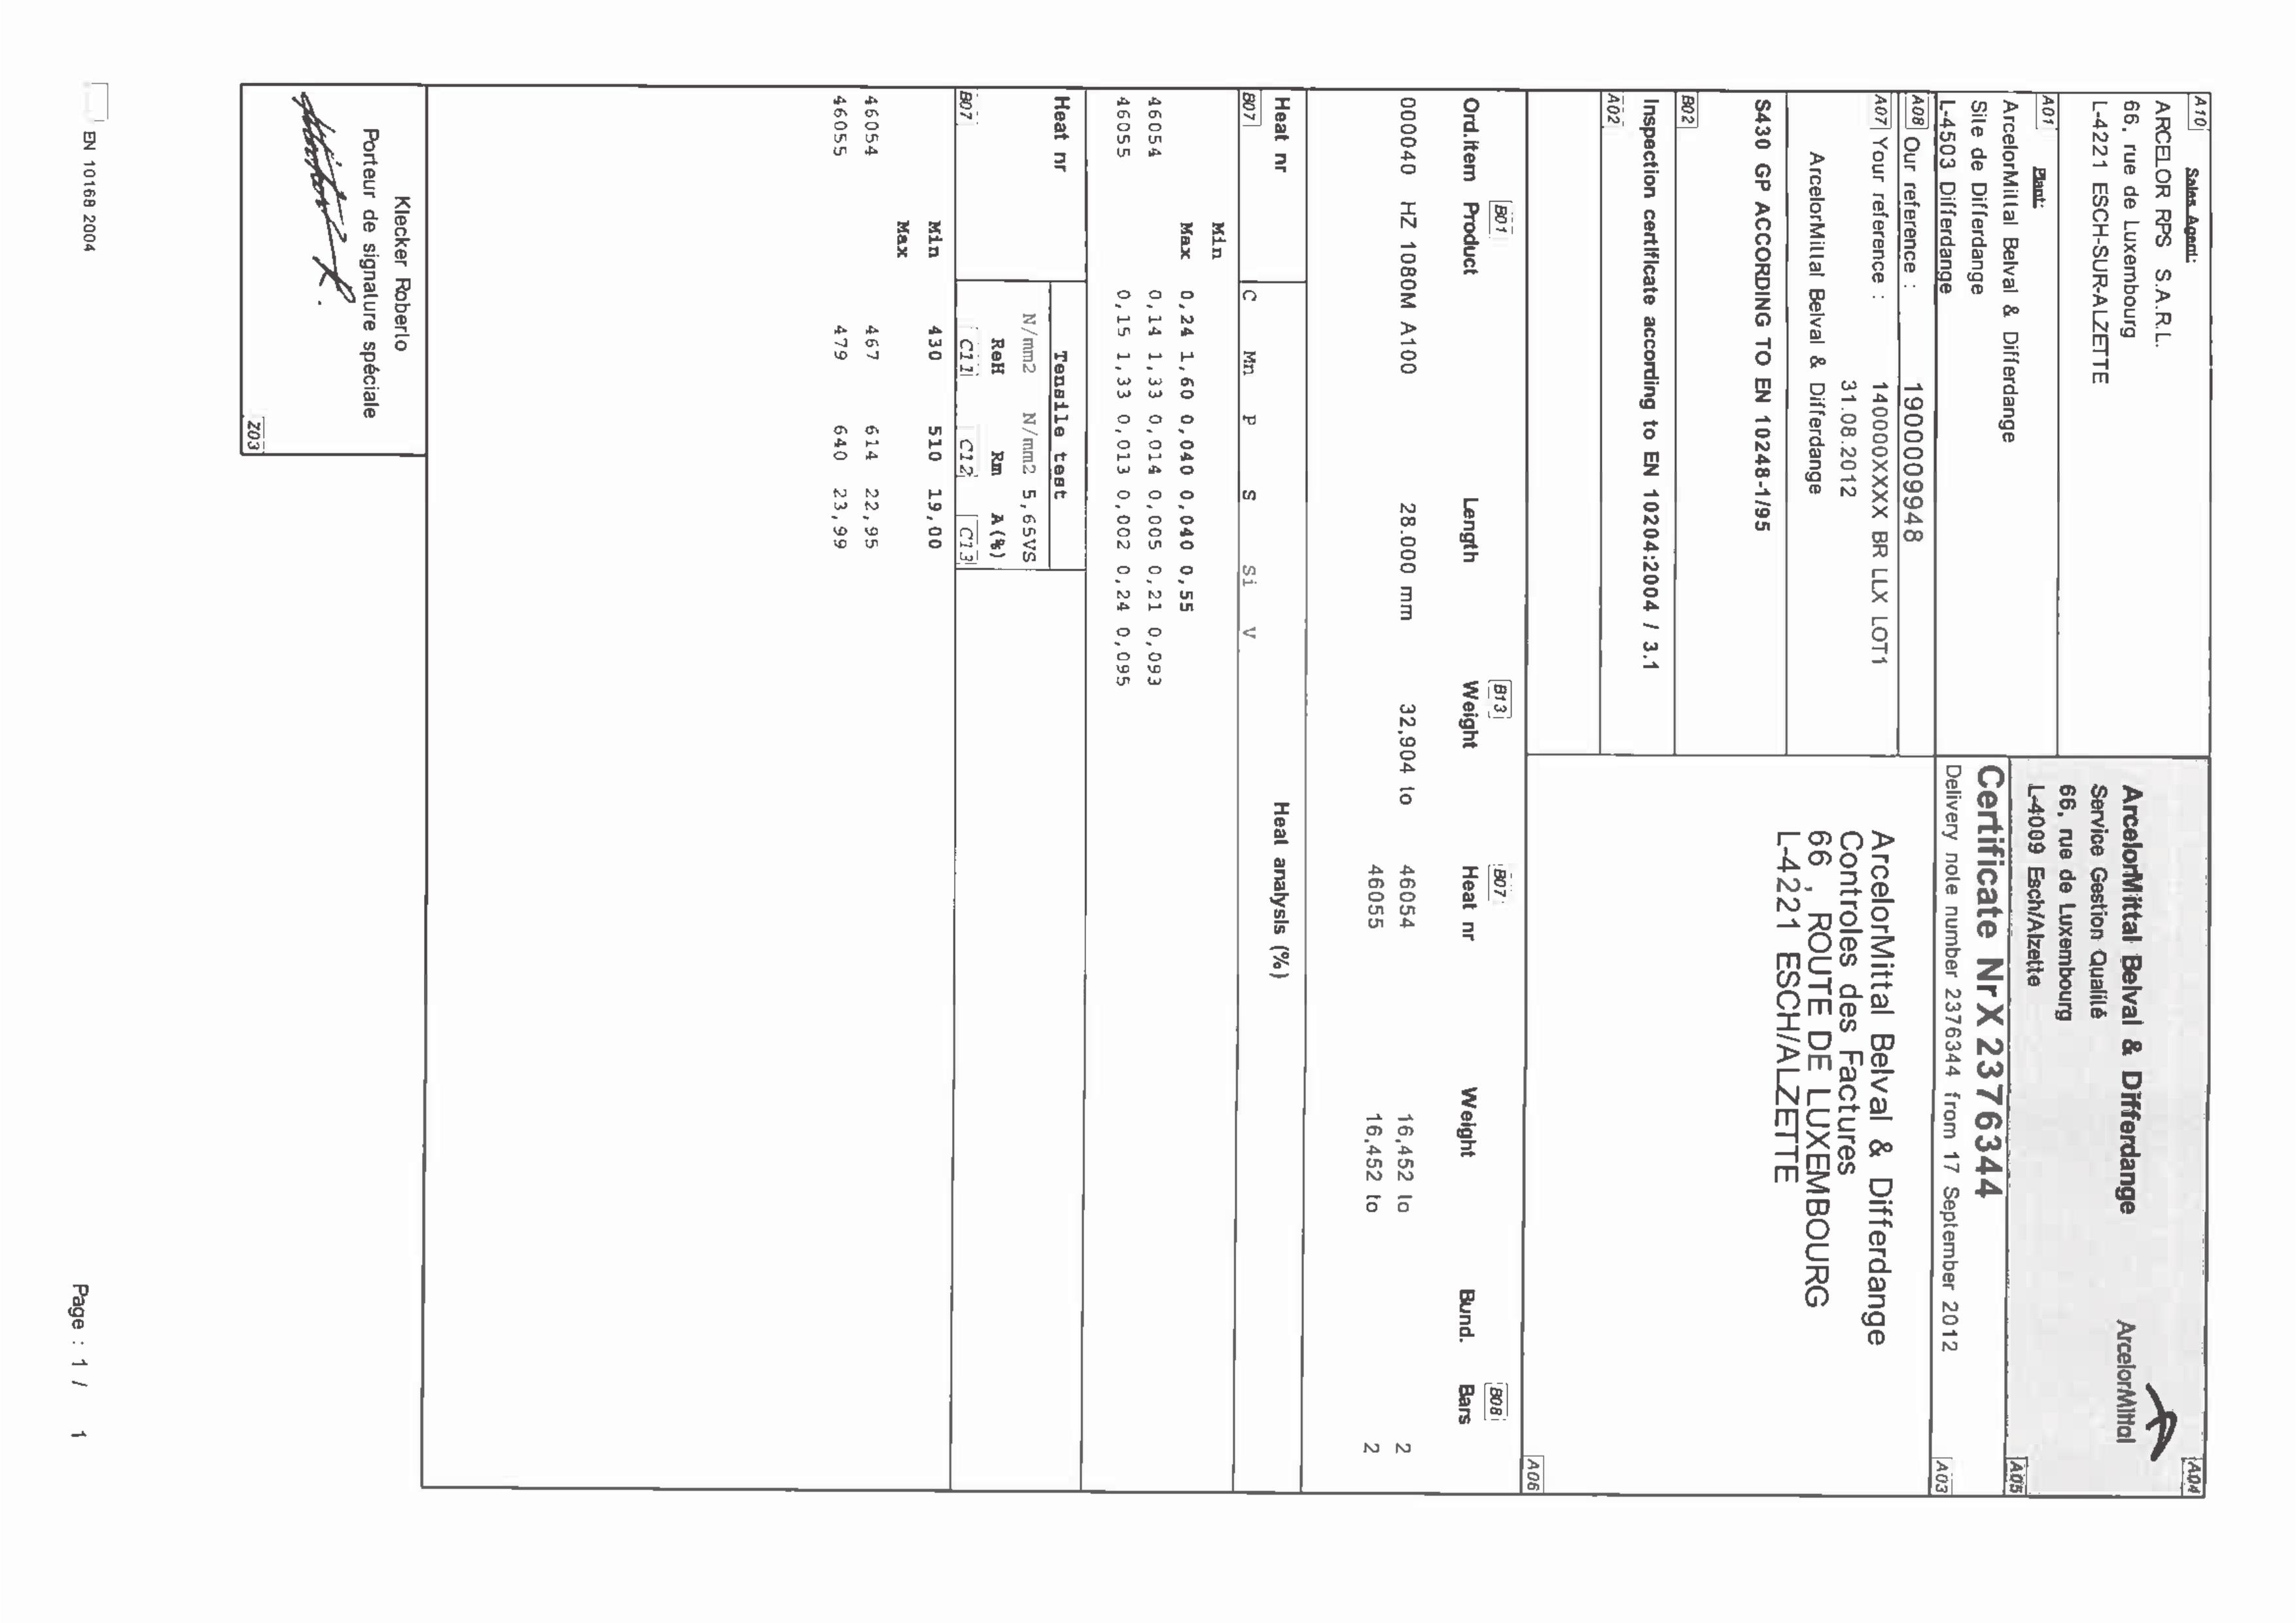 A10 Sales Agent:
ARCELOR RPS S.A.R.L.
66, rue de Luxembourg
L-4221 ESCH-SUR-ALZETTE
A04
ArcelorMittal
ArcelorMittal Belval & Differdange
Service Gestion Qualité
66, rue de Luxembourg
L-4009 Esch/Alzette
A05
A01 Plant:
ArcelorMittal Belval & Differdange
Site de Differdange
L-4503 Differdange
Certificate Nr X 2376344
Delivery note number 2376344 from 17 September 2012
A03
A08 Our reference : 1900009948
A07 Your reference : 140000XXXX BR LLX LOT1
31.08.2012
ArcelorMittal Belval & Differdange
ArcelorMittal Belval & Differdange
Controles des Factures
66 , ROUTE DE LUXEMBOURG
L-4221 ESCH/ALZETTE
S430 GP ACCORDING TO EN 10248-1/95
B02
Inspection certificate according to EN 10204:2004 / 3.1
A02
A06
B01 B13 B07 B08
Ord.item Product Length Weight Heat nr Weight Bund. Bars
000040 HZ 1080M A100 28.000 mm 32,904 to 46054 16,452 to 2
46055 16,452 to 2
Heat nr Heat analysis (%)
B07 C Mn P S Si V
Min
Max 0,24 1,60 0,040 0,040 0,55
46054 0,14 1,33 0,014 0,005 0,21 0,093
46055 0,15 1,33 0,013 0,002 0,24 0,095
Heat nr Tensile test
N/mm2 N/mm2 5,65VS
ReH Rm A(%)
B07 C11 C12 C13
Min 430 510 19,00
Max
46054 467 614 22,95
46055 479 640 23,99
Klecker Roberto
Porteur de signature spéciale
Klecker R.
Z03
EN 10168 2004
Page : 1 / 1